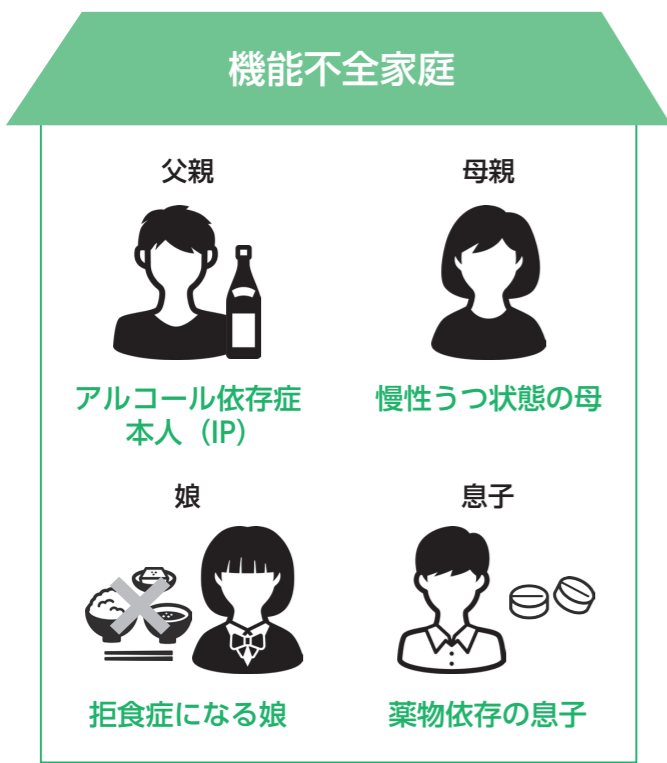 機能不全家庭
父親
母親
アルコール依存症
本人（IP）
慢性うつ状態の母
娘
息子
拒食症になる娘
薬物依存の息子